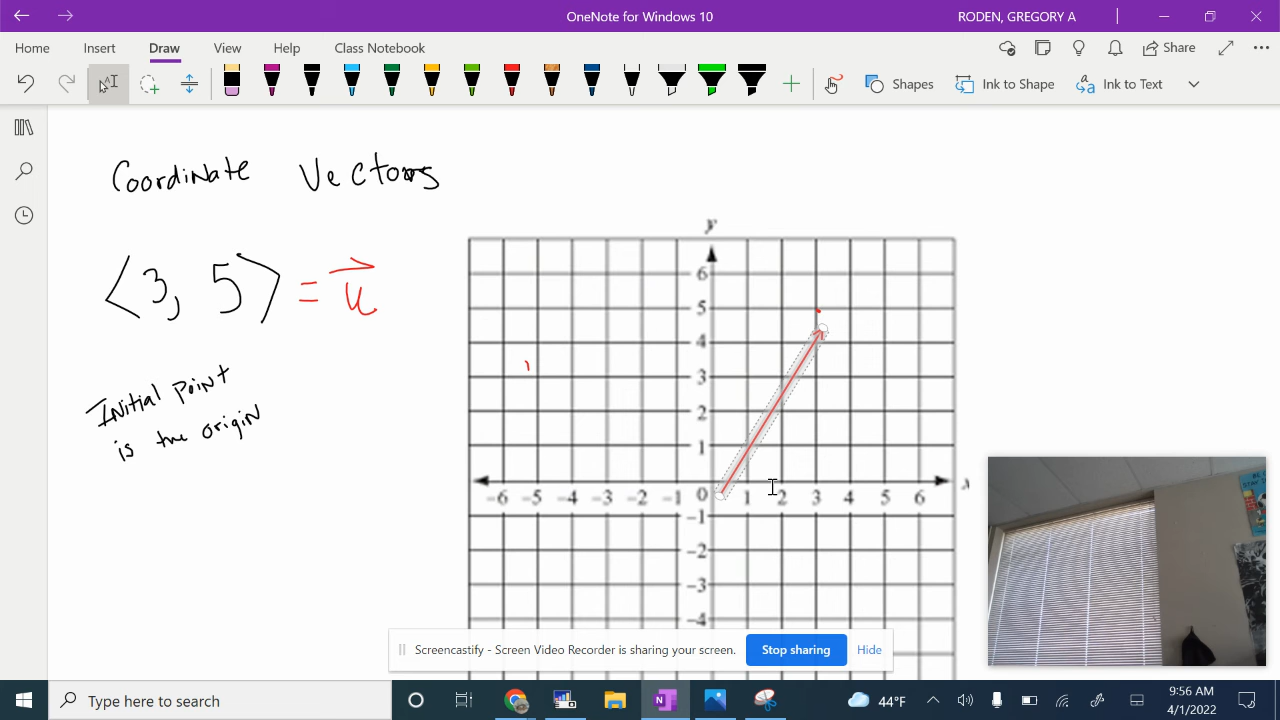 OneNote for Windows 10
RODEN, GREGORY A
Home Insert Draw View Help Class Notebook
Share
Shapes
Ink to Shape
Ink to Text
Coordinate Vectors
⟨3, 5⟩ = u⃗
Initial point
is the origin
y
6
5
4
3
2
1
-6 -5 -4 -3 -2 -1 0 1 2 3 4 5 6 x
-1
-2
-3
-4
Screencastify - Screen Video Recorder is sharing your screen.
Stop sharing
Hide
Type here to search
44°F
9:56 AM
4/1/2022